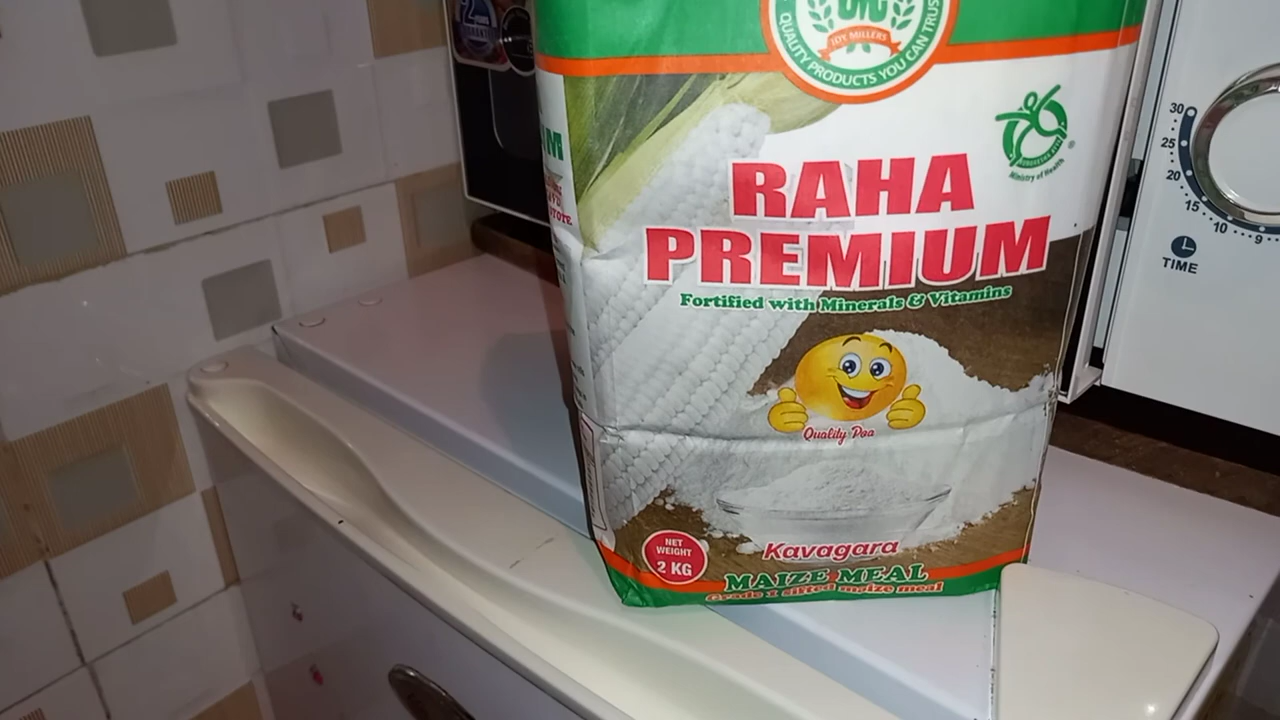 JOY MILLERS
QUALITY PRODUCTS YOU CAN TRUS
Ministry of Health
RAHA
PREMIUM
Fortified with Minerals & Vitamins
Quality Poa
NET
WEIGHT
2 KG
Kavagara
MAIZE MEAL
Grade 1 sifted maize meal
30
25
20
15
10
9
TIME